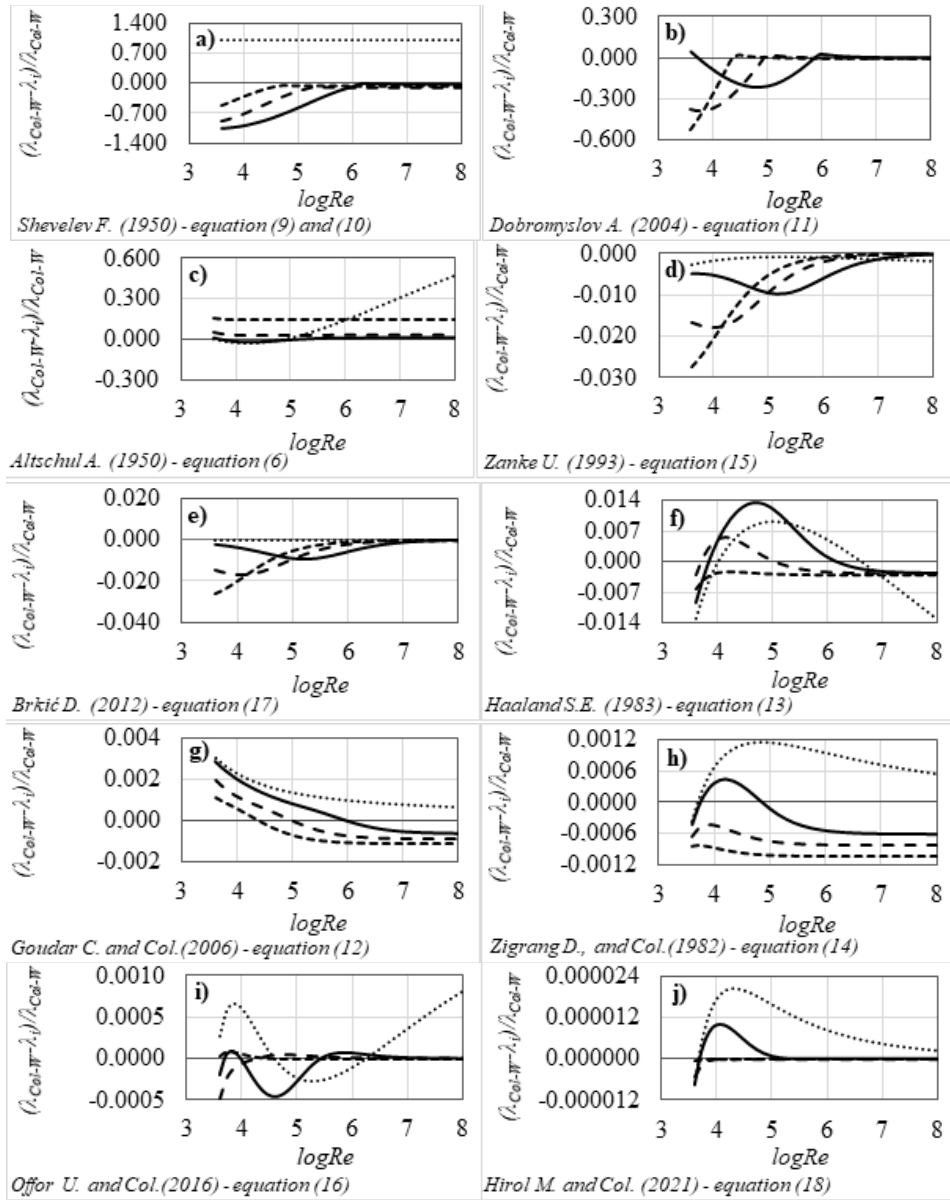 (λCol-W-λi)/λCol-W
1.400
0.700
0.000
-0.700
-1.400
a)
3 4 5 6 7 8
logRe
Shevelev F. (1950) - equation (9) and (10)
(λCol-W-λi)/λCol-W
0.300
0.000
-0.300
-0.600
b)
3 4 5 6 7 8
logRe
Dobromyslov A. (2004) - equation (11)
(λCol-W-λi)/λCol-W
0.600
0.300
0.000
-0.300
c)
3 4 5 6 7 8
logRe
Altschul A. (1950) - equation (6)
(λCol-W-λi)/λCol-W
0.000
-0.010
-0.020
-0.030
d)
3 4 5 6 7 8
logRe
Zanke U. (1993) - equation (15)
(λCol-W-λi)/λCol-W
0.020
0.000
-0.020
-0.040
e)
3 4 5 6 7 8
logRe
Brkić D. (2012) - equation (17)
(λCol-W-λi)/λCol-W
0.014
0.007
0.000
-0.007
-0.014
f)
3 4 5 6 7 8
logRe
Haaland S.E. (1983) - equation (13)
(λCol-W-λi)/λCol-W
0.004
0.002
0.000
-0.002
g)
3 4 5 6 7 8
logRe
Goudar C. and Col.(2006) - equation (12)
(λCol-W-λi)/λCol-W
0.0012
0.0006
0.0000
-0.0006
-0.0012
h)
3 4 5 6 7 8
logRe
Zigrang D., and Col.(1982) - equation (14)
(λCol-W-λi)/λCol-W
0.0010
0.0005
0.0000
-0.0005
i)
3 4 5 6 7 8
logRe
Offor U. and Col.(2016) - equation (16)
(λCol-W-λi)/λCol-W
0.000024
0.000012
0.000000
-0.000012
j)
3 4 5 6 7 8
logRe
Hirol M. and Col. (2021) - equation (18)